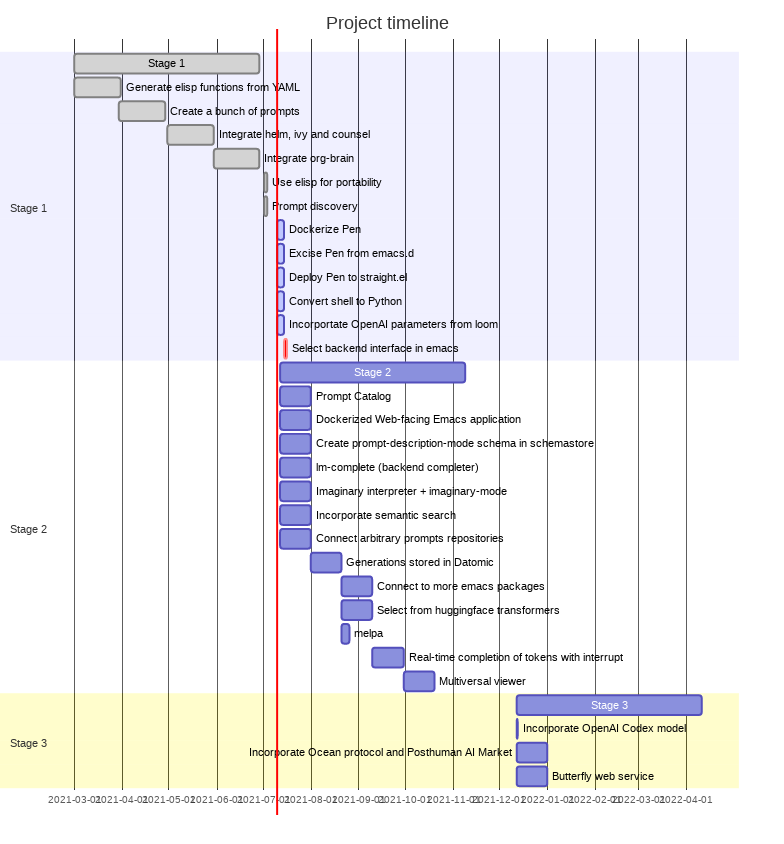 Project timeline
Stage 1
Generate elisp functions from YAML
Create a bunch of prompts
Integrate helm, ivy and counsel
Integrate org-brain
Use elisp for portability
Prompt discovery
Stage 1
Dockerize Pen
Excise Pen from emacs.d
Deploy Pen to straight.el
Convert shell to Python
Incorportate OpenAI parameters from loom
Select backend interface in emacs
Stage 2
Prompt Catalog
Dockerized Web-facing Emacs application
Create prompt-description-mode schema in schemastore
lm-complete (backend completer)
Imaginary interpreter + imaginary-mode
Incorporate semantic search
Stage 2
Connect arbitrary prompts repositories
Generations stored in Datomic
Connect to more emacs packages
Select from huggingface transformers
melpa
Real-time completion of tokens with interrupt
Multiversal viewer
Stage 3
Incorporate OpenAI Codex model
Stage 3
Incorporate Ocean protocol and Posthuman AI Market
Butterfly web service
2021-03-01 2021-04-01 2021-05-01 2021-06-01 2021-07-01 2021-08-01 2021-09-01 2021-10-01 2021-11-01 2021-12-01 2022-01-01 2022-02-01 2022-03-01 2022-04-01